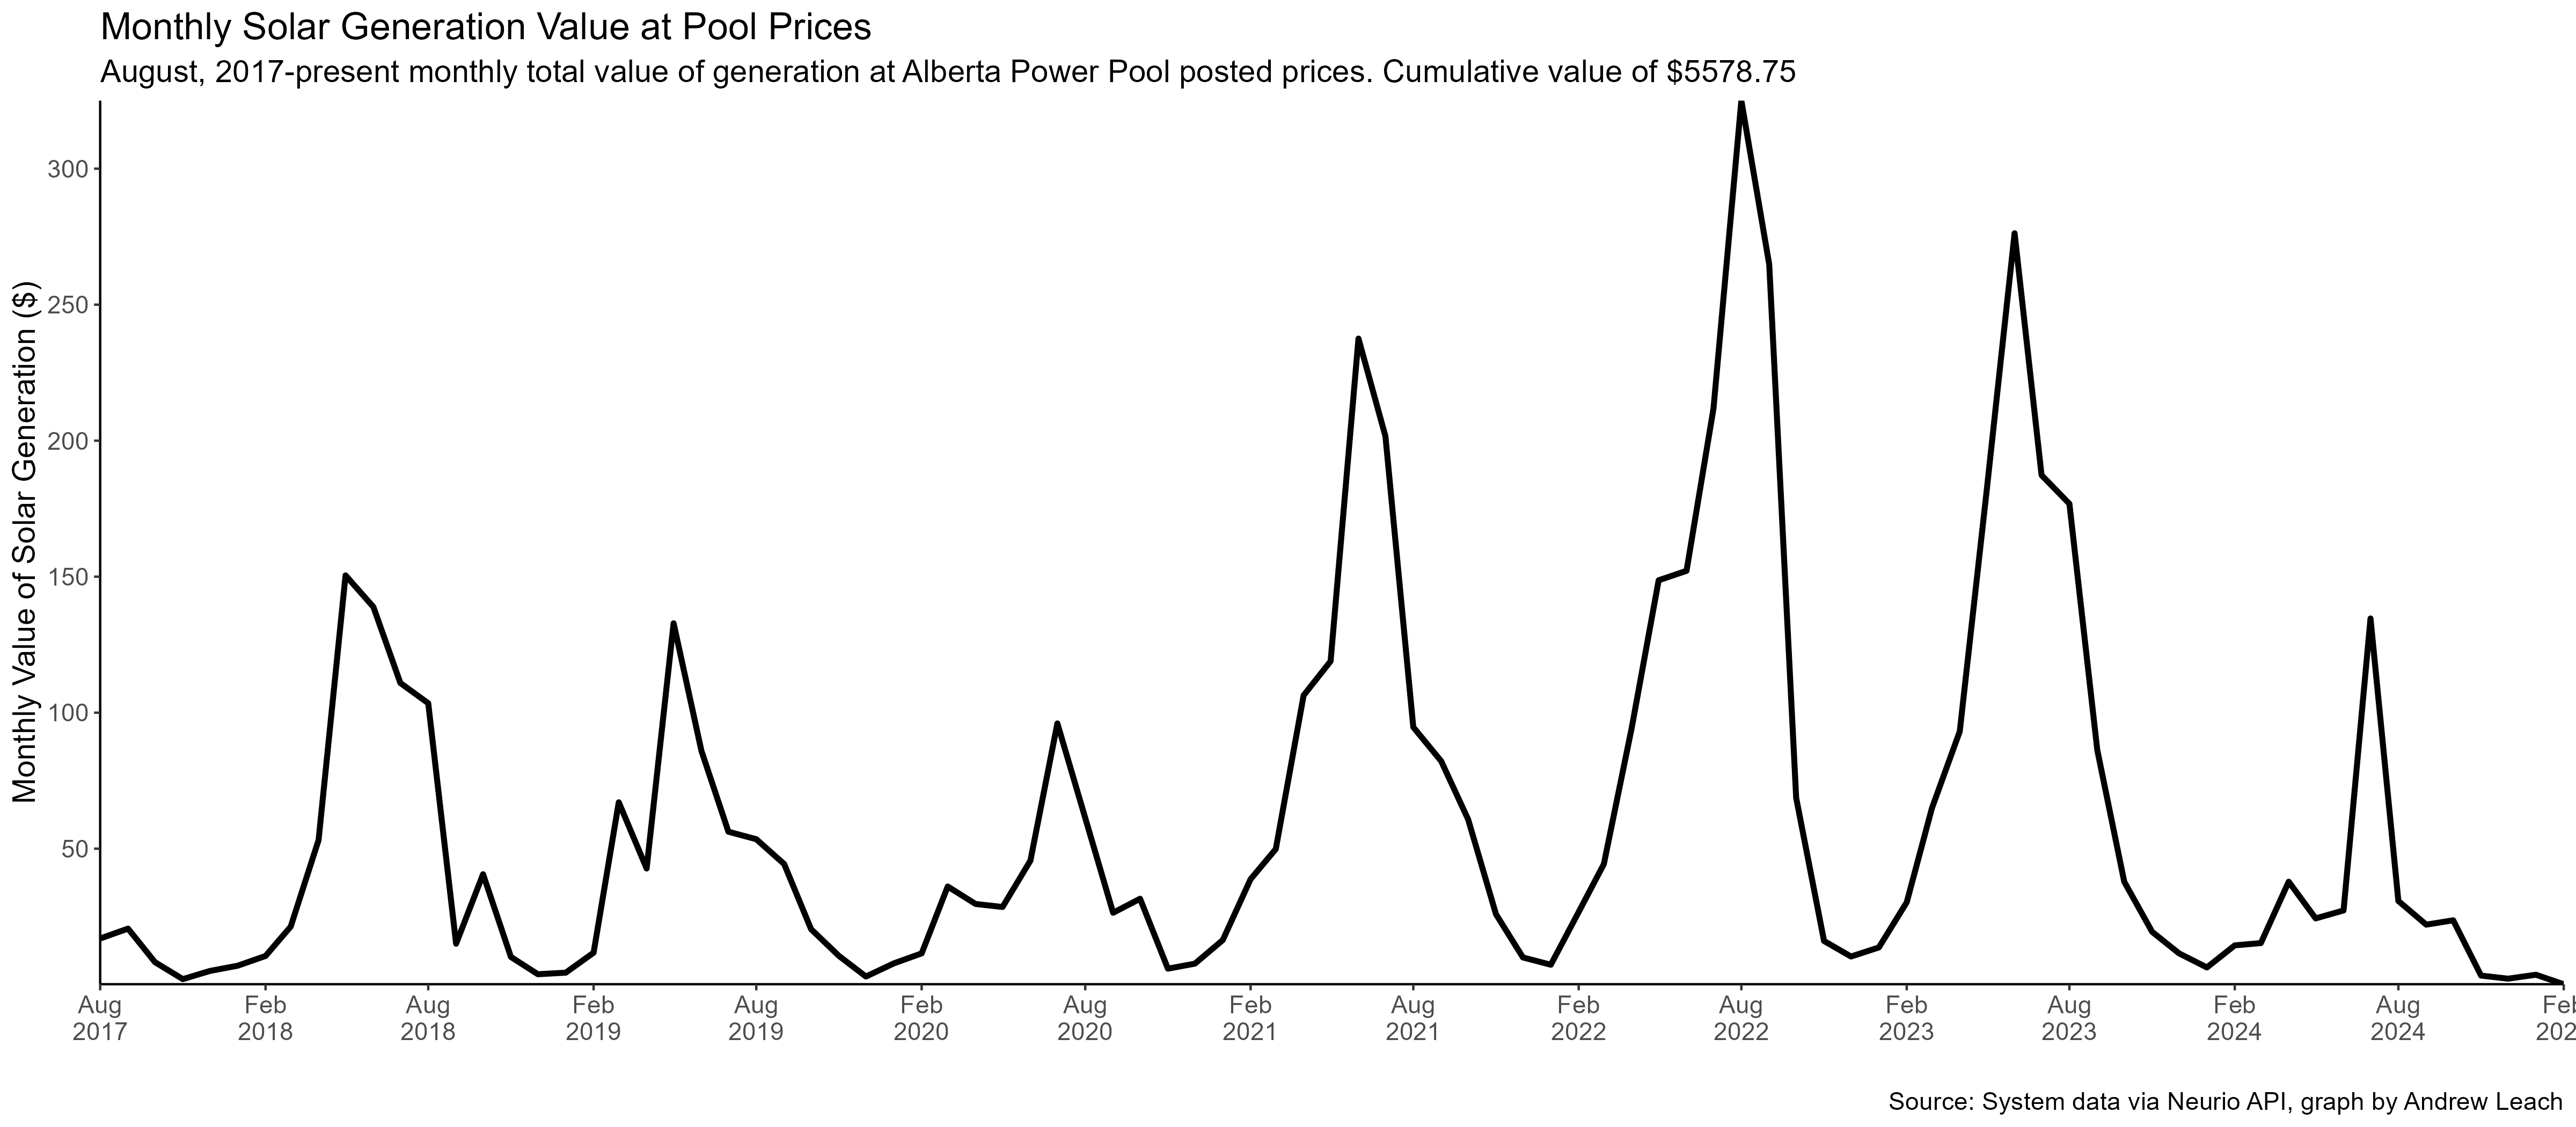 Monthly Solar Generation Value at Pool Prices
August, 2017-present monthly total value of generation at Alberta Power Pool posted prices. Cumulative value of $5578.75
Monthly Value of Solar Generation ($)
300
250
200
150
100
50
Aug Feb Aug Feb Aug Feb Aug Feb Aug Feb Aug Feb Aug Feb Aug
2017 2018 2018 2019 2019 2020 2020 2021 2021 2022 2022 2023 2023 2024 2024
Source: System data via Neurio API, graph by Andrew Leach